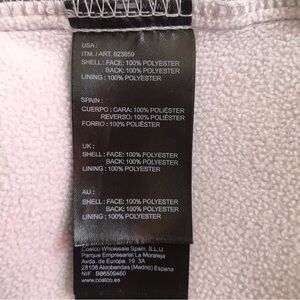 USA :
ITM. / ART. 823659
SHELL : FACE: 100% POLYESTER
BACK: 100% POLYESTER
LINING : 100% POLYESTER
SPAIN :
CUERPO : CARA: 100% POLIÉSTER
REVERSO: 100% POLIÉSTER
FORRO : 100% POLIÉSTER
UK :
SHELL : FACE: 100% POLYESTER
BACK: 100% POLYESTER
LINING : 100% POLYESTER
AU :
SHELL : FACE: 100% POLYESTER
BACK: 100% POLYESTER
LINING : 100% POLYESTER
Costco Wholesale Spain, S.L.U.
Parque Empresarial La Moraleja
Avda. de Europa, 19 3A
28108 Alcobendas (Madrid) España
NIF B86509460
www.costco.es